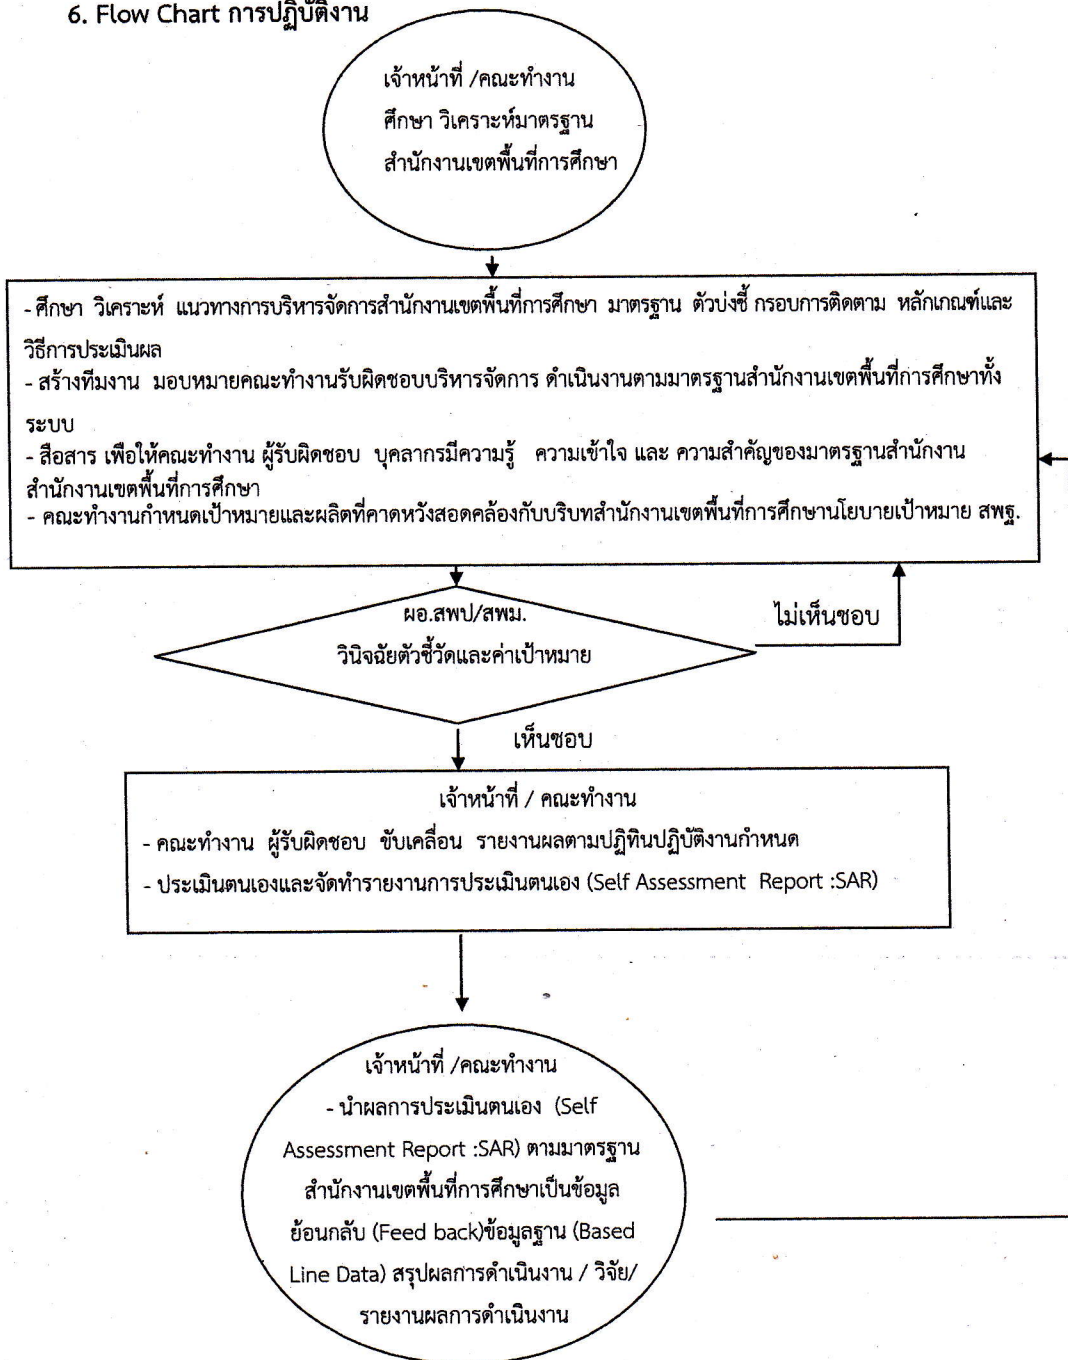 6. Flow Chart การปฏิบัติงาน
เจ้าหน้าที่ /คณะทำงาน
ศึกษา วิเคราะห์มาตรฐาน
สำนักงานเขตพื้นที่การศึกษา
- ศึกษา วิเคราะห์ แนวทางการบริหารจัดการสำนักงานเขตพื้นที่การศึกษา มาตรฐาน ตัวบ่งชี้ กรอบการติดตาม หลักเกณฑ์และ
วิธีการประเมินผล
- สร้างทีมงาน มอบหมายคณะทำงานรับผิดชอบบริหารจัดการ ดำเนินงานตามมาตรฐานสำนักงานเขตพื้นที่การศึกษาทั้ง
ระบบ
- สื่อสาร เพื่อให้คณะทำงาน ผู้รับผิดชอบ บุคลากรมีความรู้ ความเข้าใจ และ ความสำคัญของมาตรฐานสำนักงาน
สำนักงานเขตพื้นที่การศึกษา
- คณะทำงานกำหนดเป้าหมายและผลิตที่คาดหวังสอดคล้องกับบริบทสำนักงานเขตพื้นที่การศึกษานโยบายเป้าหมาย สพฐ.
ผอ.สพป/สพม.
วินิจฉัยตัวชี้วัดและค่าเป้าหมาย
ไม่เห็นชอบ
เห็นชอบ
เจ้าหน้าที่ / คณะทำงาน
- คณะทำงาน ผู้รับผิดชอบ ขับเคลื่อน รายงานผลตามปฏิทินปฏิบัติงานกำหนด
- ประเมินตนเองและจัดทำรายงานการประเมินตนเอง (Self Assessment Report :SAR)
เจ้าหน้าที่ /คณะทำงาน
- นำผลการประเมินตนเอง (Self
Assessment Report :SAR) ตามมาตรฐาน
สำนักงานเขตพื้นที่การศึกษาเป็นข้อมูล
ย้อนกลับ (Feed back)ข้อมูลฐาน (Based
Line Data) สรุปผลการดำเนินงาน / วิจัย/
รายงานผลการดำเนินงาน